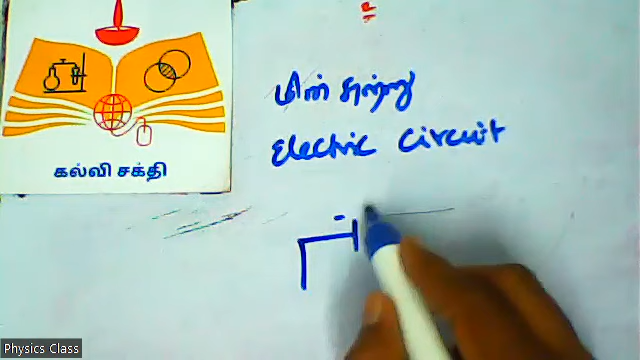 கல்வி சக்தி
மின் சுற்று
Electric Circuit
Physics Class